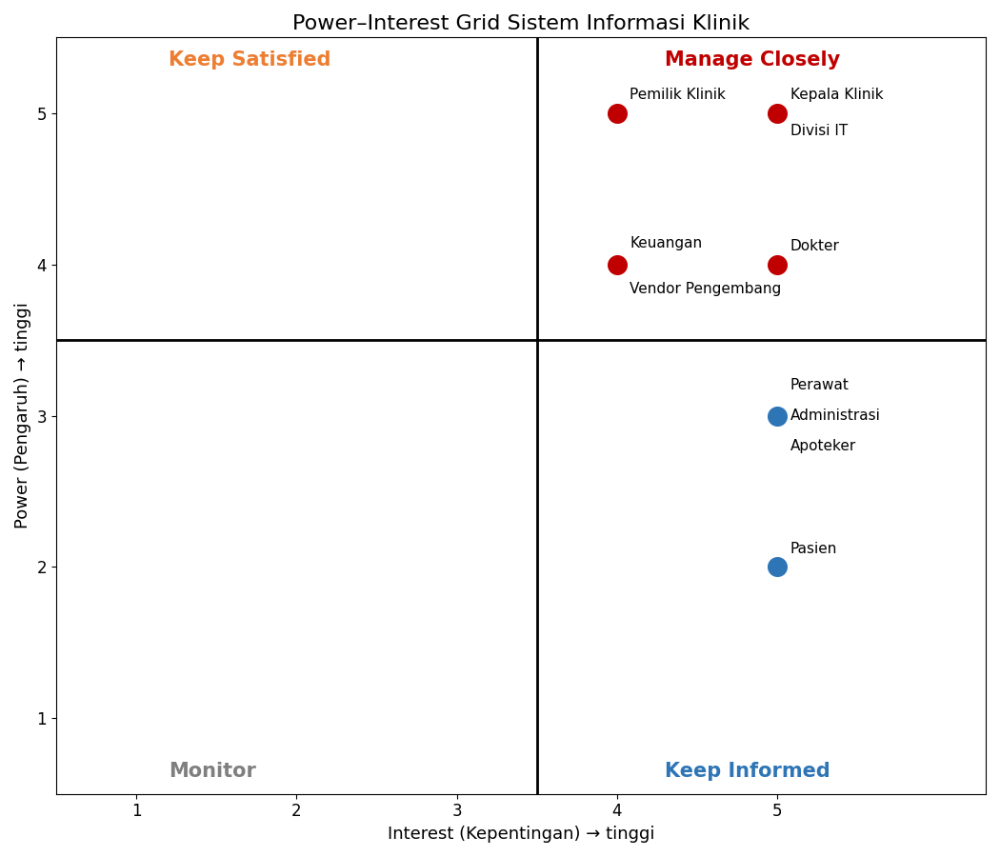 Power–Interest Grid Sistem Informasi Klinik
Keep Satisfied
Manage Closely
Pemilik Klinik
Kepala Klinik
Divisi IT
Keuangan
Dokter
Vendor Pengembang
Perawat
Administrasi
Apoteker
Pasien
Monitor
Keep Informed
5
4
3
2
1
Power (Pengaruh) → tinggi
1
2
3
4
5
Interest (Kepentingan) → tinggi